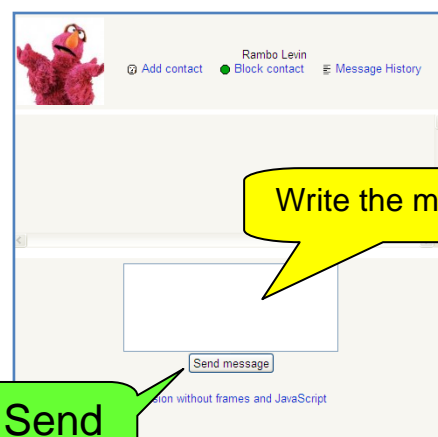 Rambo Levin
Add contact Block contact Message History
Write the m
Send message
sion without frames and JavaScript
Send